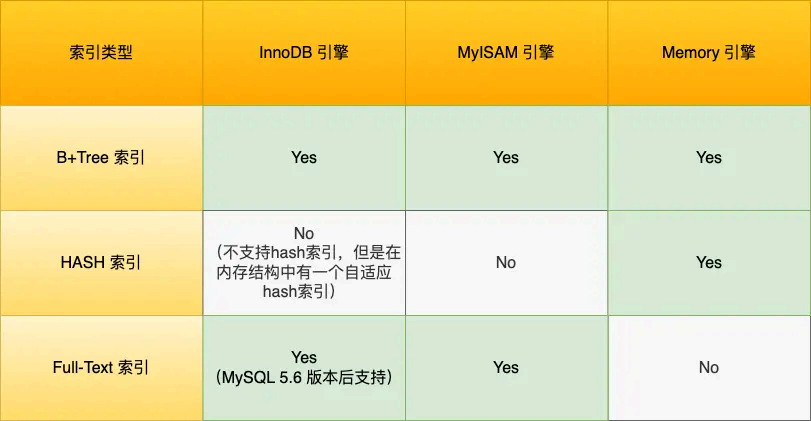 索引类型
InnoDB 引擎
MyISAM 引擎
Memory 引擎
B+Tree 索引
Yes
Yes
Yes
HASH 索引
No
（不支持hash索引，但是在
内存结构中有一个自适应
hash索引）
No
Yes
Full-Text 索引
Yes
（MySQL 5.6 版本后支持）
Yes
No